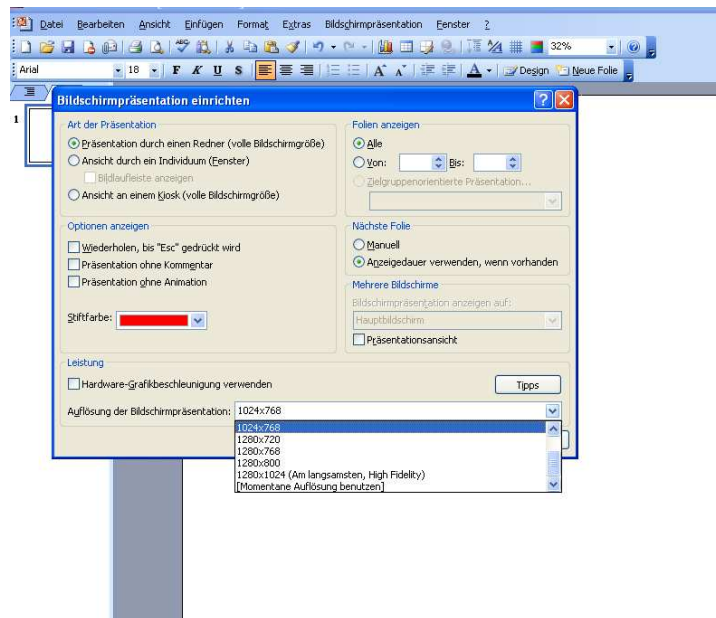 Datei Bearbeiten Ansicht Einfügen Format Extras Bildschirmpräsentation Fenster ?
32%
Arial 18 F K U S Design Neue Folie
1
Bildschirmpräsentation einrichten
Art der Präsentation
Präsentation durch einen Redner (volle Bildschirmgröße)
Ansicht durch ein Individuum (Fenster)
Bildlaufleiste anzeigen
Ansicht an einem Kiosk (volle Bildschirmgröße)
Folien anzeigen
Alle
Von: Bis:
Zielgruppenorientierte Präsentation...
Optionen anzeigen
Wiederholen, bis "Esc" gedrückt wird
Präsentation ohne Kommentar
Präsentation ohne Animation
Stiftfarbe:
Nächste Folie
Manuell
Anzeigedauer verwenden, wenn vorhanden
Mehrere Bildschirme
Bildschirmpräsentation anzeigen auf:
Hauptbildschirm
Präsentationsansicht
Leistung
Hardware-Grafikbeschleunigung verwenden
Tipps
Auflösung der Bildschirmpräsentation: 1024x768
1024x768
1280x720
1280x768
1280x800
1280x1024 (Am langsamsten, High Fidelity)
[Momentane Auflösung benutzen]